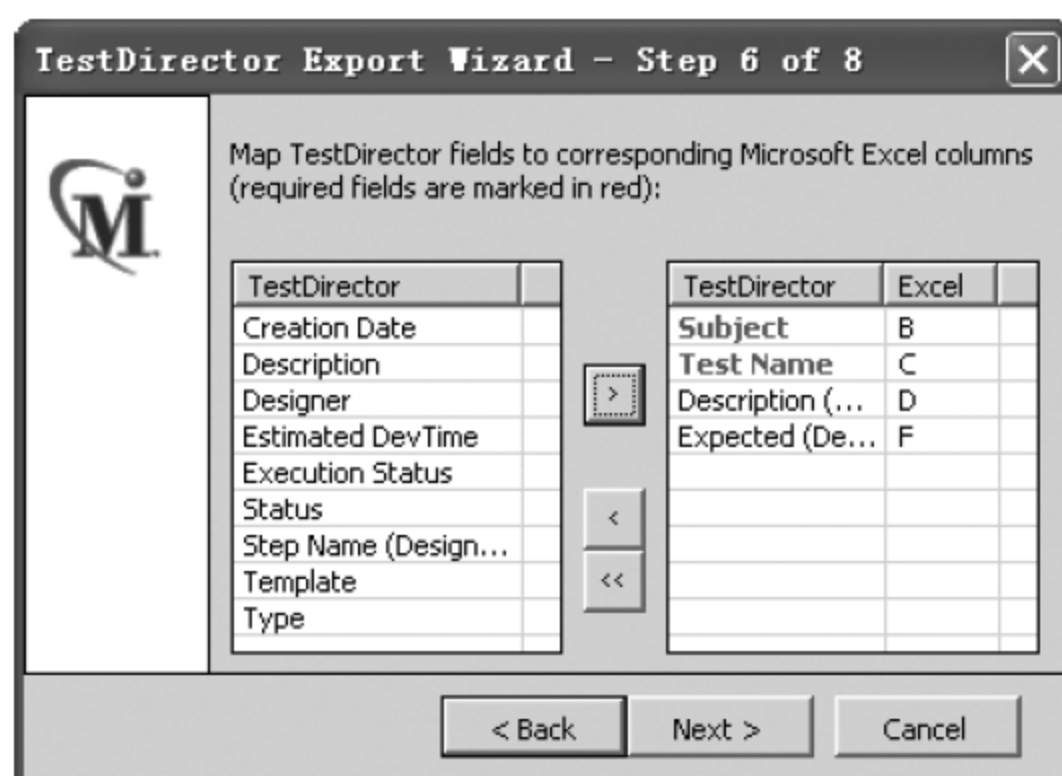 TestDirector Export Wizard - Step 6 of 8
M
Map TestDirector fields to corresponding Microsoft Excel columns
(required fields are marked in red):
TestDirector
Creation Date
Description
Designer
Estimated DevTime
Execution Status
Status
Step Name (Design...
Template
Type
>
<
<<
TestDirector Excel
Subject B
Test Name C
Description (... D
Expected (De... F
< Back Next > Cancel